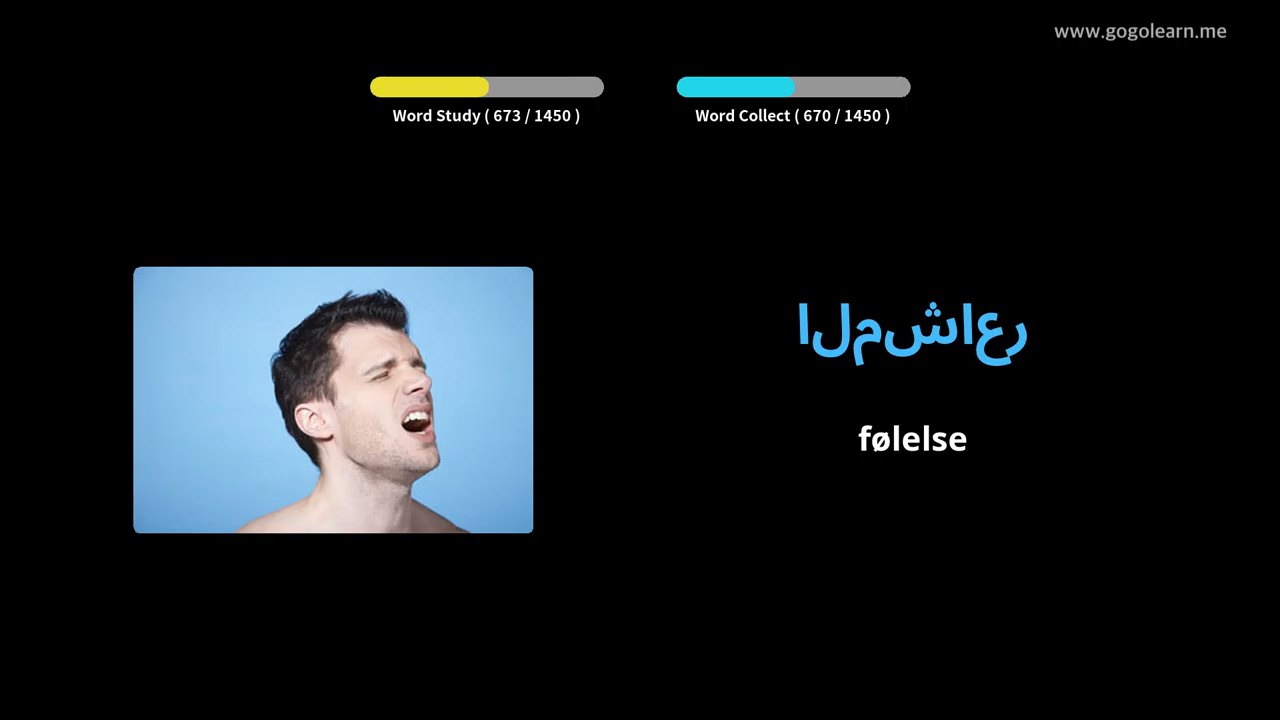 www.gogolearn.me
Word Study ( 673 / 1450 )
Word Collect ( 670 / 1450 )
المشاعر
følelse